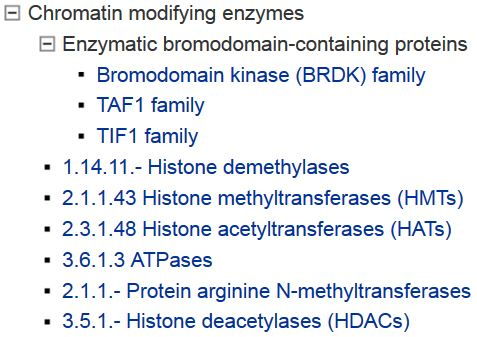 Chromatin modifying enzymes
Enzymatic bromodomain-containing proteins
Bromodomain kinase (BRDK) family
TAF1 family
TIF1 family
1.14.11.- Histone demethylases
2.1.1.43 Histone methyltransferases (HMTs)
2.3.1.48 Histone acetyltransferases (HATs)
3.6.1.3 ATPases
2.1.1.- Protein arginine N-methyltransferases
3.5.1.- Histone deacetylases (HDACs)